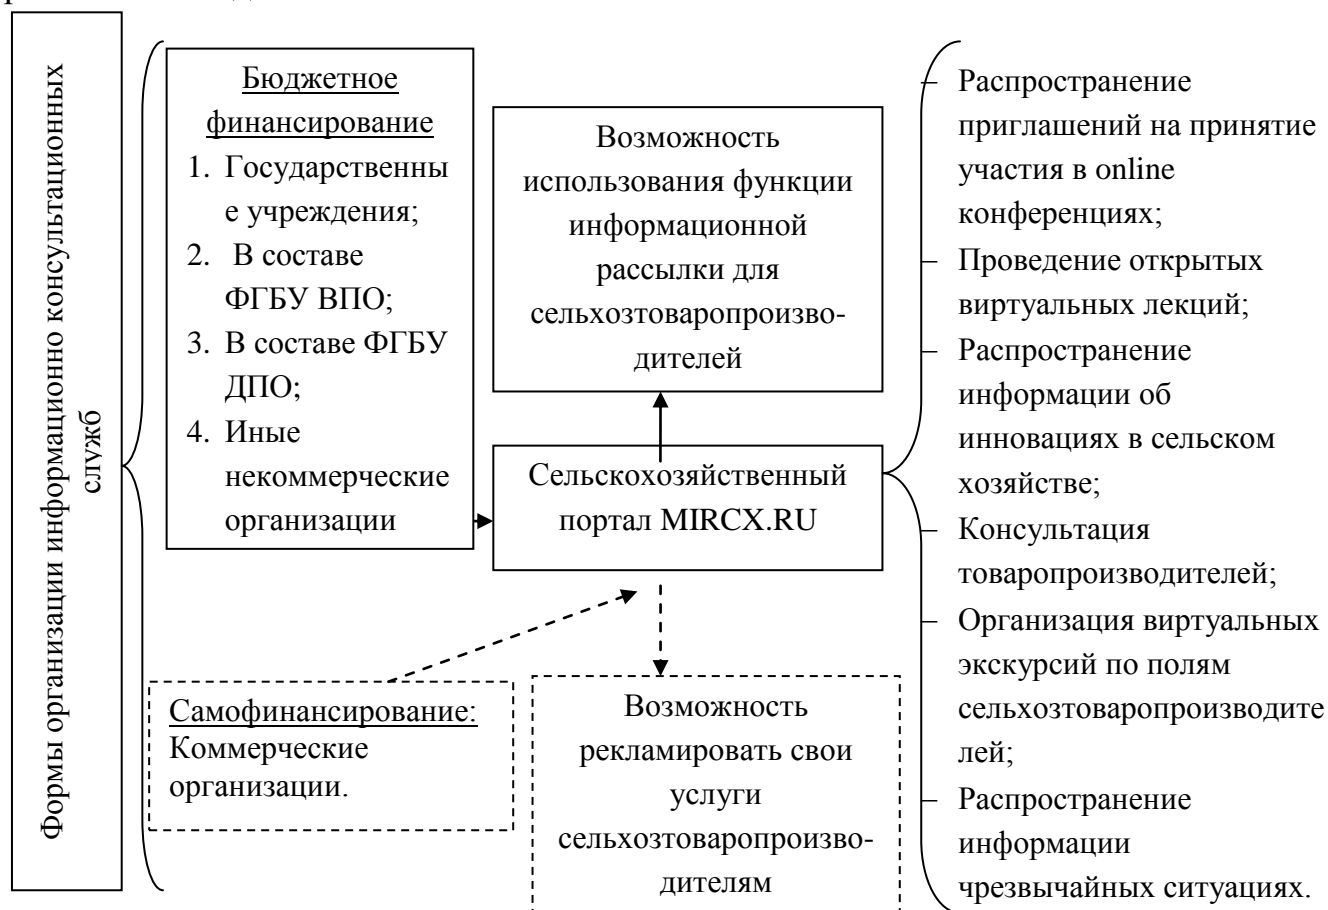 Формы организации информационно консультационных
служб
Бюджетное
финансирование
1. Государственны
е учреждения;
2. В составе
ФГБУ ВПО;
3. В составе ФГБУ
ДПО;
4. Иные
некоммерческие
организации
Самофинансирование:
Коммерческие
организации.
Возможность
использования функции
информационной
рассылки для
сельхозтоваропроизво-
дителей
Сельскохозяйственный
портал MIRCX.RU
Возможность
рекламировать свои
услуги
сельхозтоваропроизво-
дителям
– Распространение
приглашений на принятие
участия в online
конференциях;
– Проведение открытых
виртуальных лекций;
– Распространение
информации об
инновациях в сельском
хозяйстве;
– Консультация
товаропроизводителей;
– Организация виртуальных
экскурсий по полям
сельхозтоваропроизводите
лей;
– Распространение
информации
чрезвычайных ситуациях.